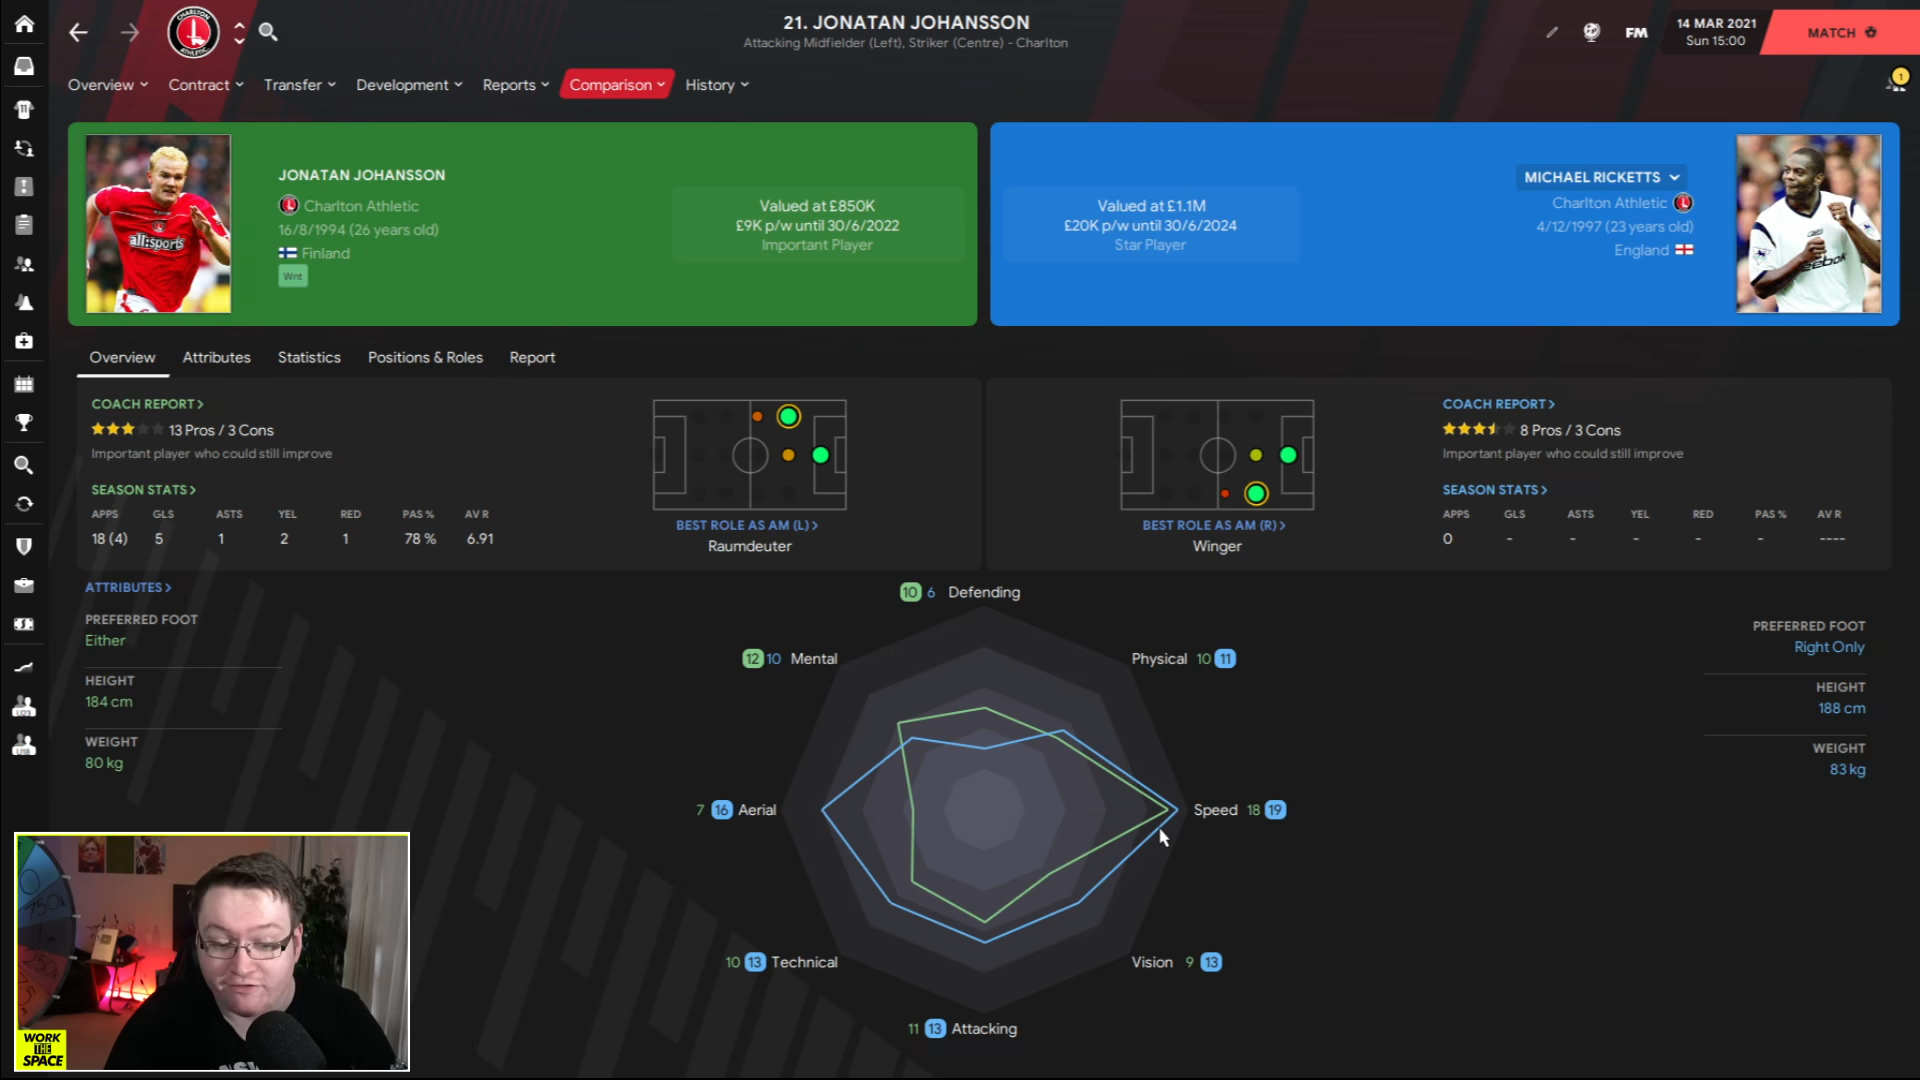 21. JONATAN JOHANSSON
Attacking Midfielder (Left), Striker (Centre) - Charlton
FM
14 MAR 2021
Sun 15:00
MATCH
Overview
Contract
Transfer
Development
Reports
Comparison
History
1
JONATAN JOHANSSON
Charlton Athletic
16/8/1994 (26 years old)
Finland
Wnt
all:sports
Valued at £850K
£9K p/w until 30/6/2022
Important Player
Valued at £1.1M
£20K p/w until 30/6/2024
Star Player
MICHAEL RICKETTS
Charlton Athletic
4/12/1997 (23 years old)
England
Reebok
Overview
Attributes
Statistics
Positions & Roles
Report
COACH REPORT >
13 Pros / 3 Cons
Important player who could still improve
SEASON STATS >
APPS GLS ASTS YEL RED PAS % AV R
18 (4) 5 1 2 1 78 % 6.91
BEST ROLE AS AM (L) >
Raumdeuter
BEST ROLE AS AM (R) >
Winger
COACH REPORT >
8 Pros / 3 Cons
Important player who could still improve
SEASON STATS >
APPS GLS ASTS YEL RED PAS % AV R
0 - - - - - ----
ATTRIBUTES >
PREFERRED FOOT
Either
HEIGHT
184 cm
WEIGHT
80 kg
10 6 Defending
12 10 Mental
Physical 10 11
7 16 Aerial
Speed 18 19
10 13 Technical
Vision 9 13
11 13 Attacking
PREFERRED FOOT
Right Only
HEIGHT
188 cm
WEIGHT
83 kg
WORK
THE
SPACE